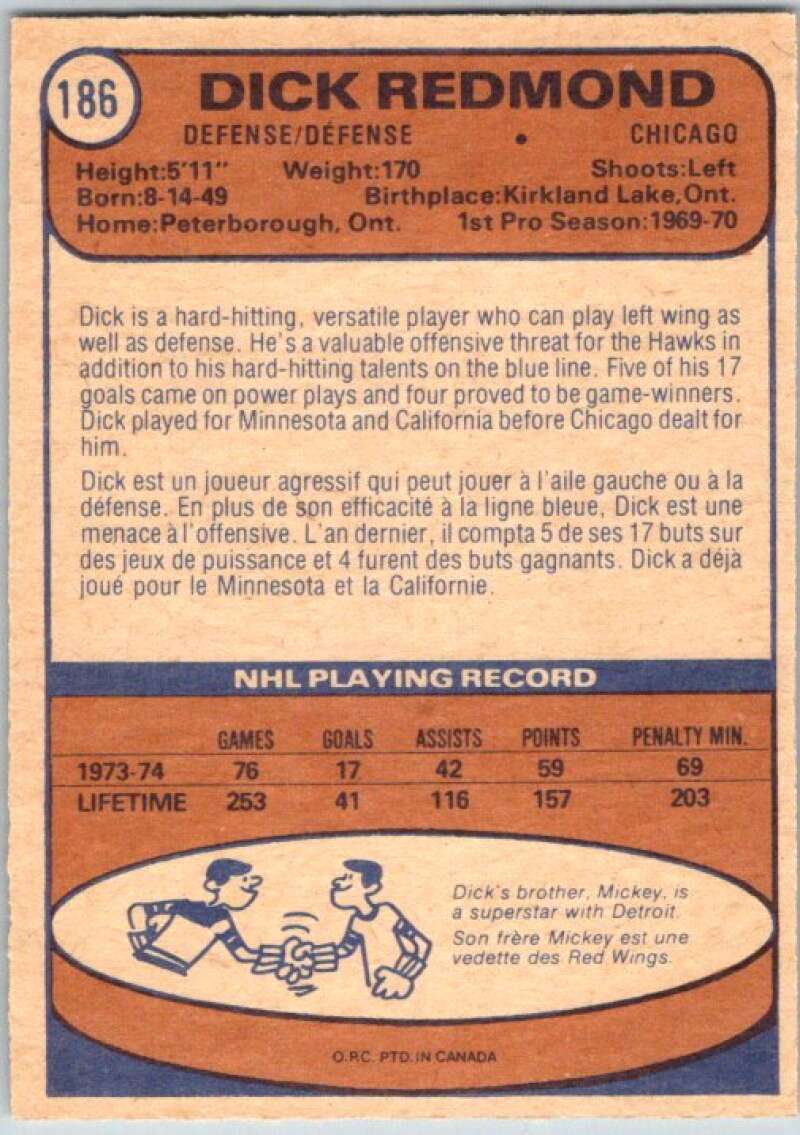 186
DICK REDMOND
DEFENSE/DÉFENSE • CHICAGO
Height:5'11" Weight:170 Shoots:Left
Born:8-14-49 Birthplace:Kirkland Lake,Ont.
Home:Peterborough, Ont. 1st Pro Season:1969-70
Dick is a hard-hitting, versatile player who can play left wing as
well as defense. He's a valuable offensive threat for the Hawks in
addition to his hard-hitting talents on the blue line. Five of his 17
goals came on power plays and four proved to be game-winners.
Dick played for Minnesota and California before Chicago dealt for
him.
Dick est un joueur agressif qui peut jouer à l'aile gauche ou à la
défense. En plus de son efficacité à la ligne bleue, Dick est une
menace à l'offensive. L'an dernier, il compta 5 de ses 17 buts sur
des jeux de puissance et 4 furent des buts gagnants. Dick a déjà
joué pour le Minnesota et la Californie.
NHL PLAYING RECORD
GAMES GOALS ASSISTS POINTS PENALTY MIN.
1973-74 76 17 42 59 69
LIFETIME 253 41 116 157 203
Dick's brother, Mickey, is
a superstar with Detroit.
Son frère Mickey est une
vedette des Red Wings.
O.P.C. PTD. IN CANADA